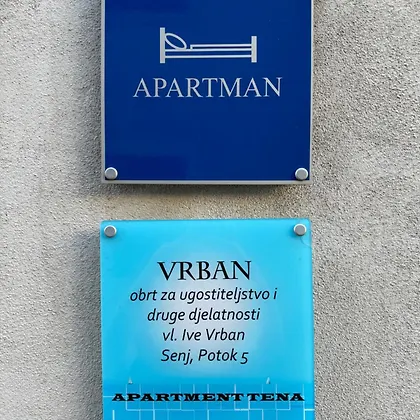 APARTMAN
VRBAN
obrt za ugostiteljstvo i
druge djelatnosti
vl. Ive Vrban
Senj, Potok 5
APARTMENT TENA